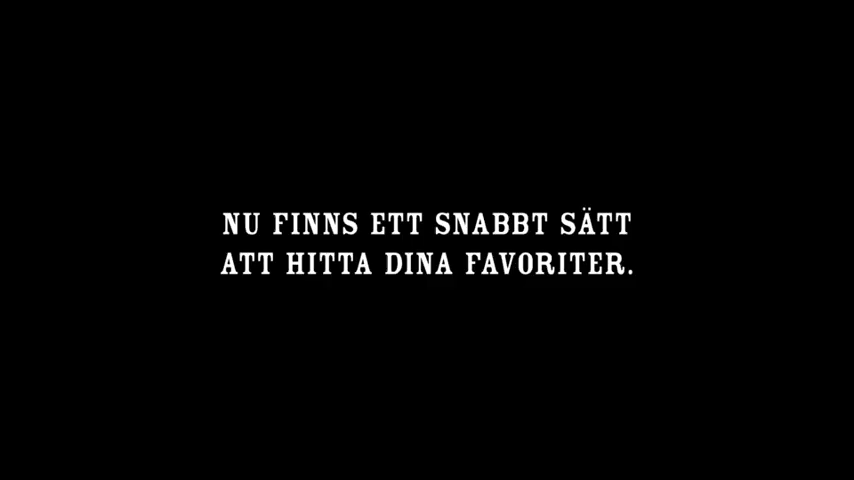 NU FINNS ETT SNABBT SÄTT
ATT HITTA DINA FAVORITER.